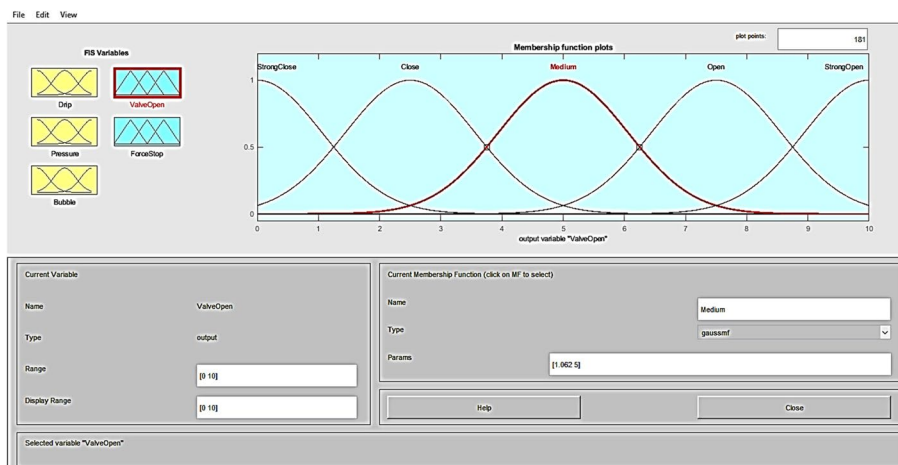 File Edit View
FIS Variables
Drip
ValveOpen
Pressure
ForceStop
Bubble
Membership function plots
plot points:
181
StrongClose
Close
Medium
Open
StrongOpen
1
0.5
0
0 1 2 3 4 5 6 7 8 9 10
output variable "ValveOpen"
Current Variable
Name
ValveOpen
Type
output
Range
[0 10]
Display Range
[0 10]
Current Membership Function (click on MF to select)
Name
Medium
Type
gaussmf
Params
[1.062 5]
Help
Close
Selected variable "ValveOpen"